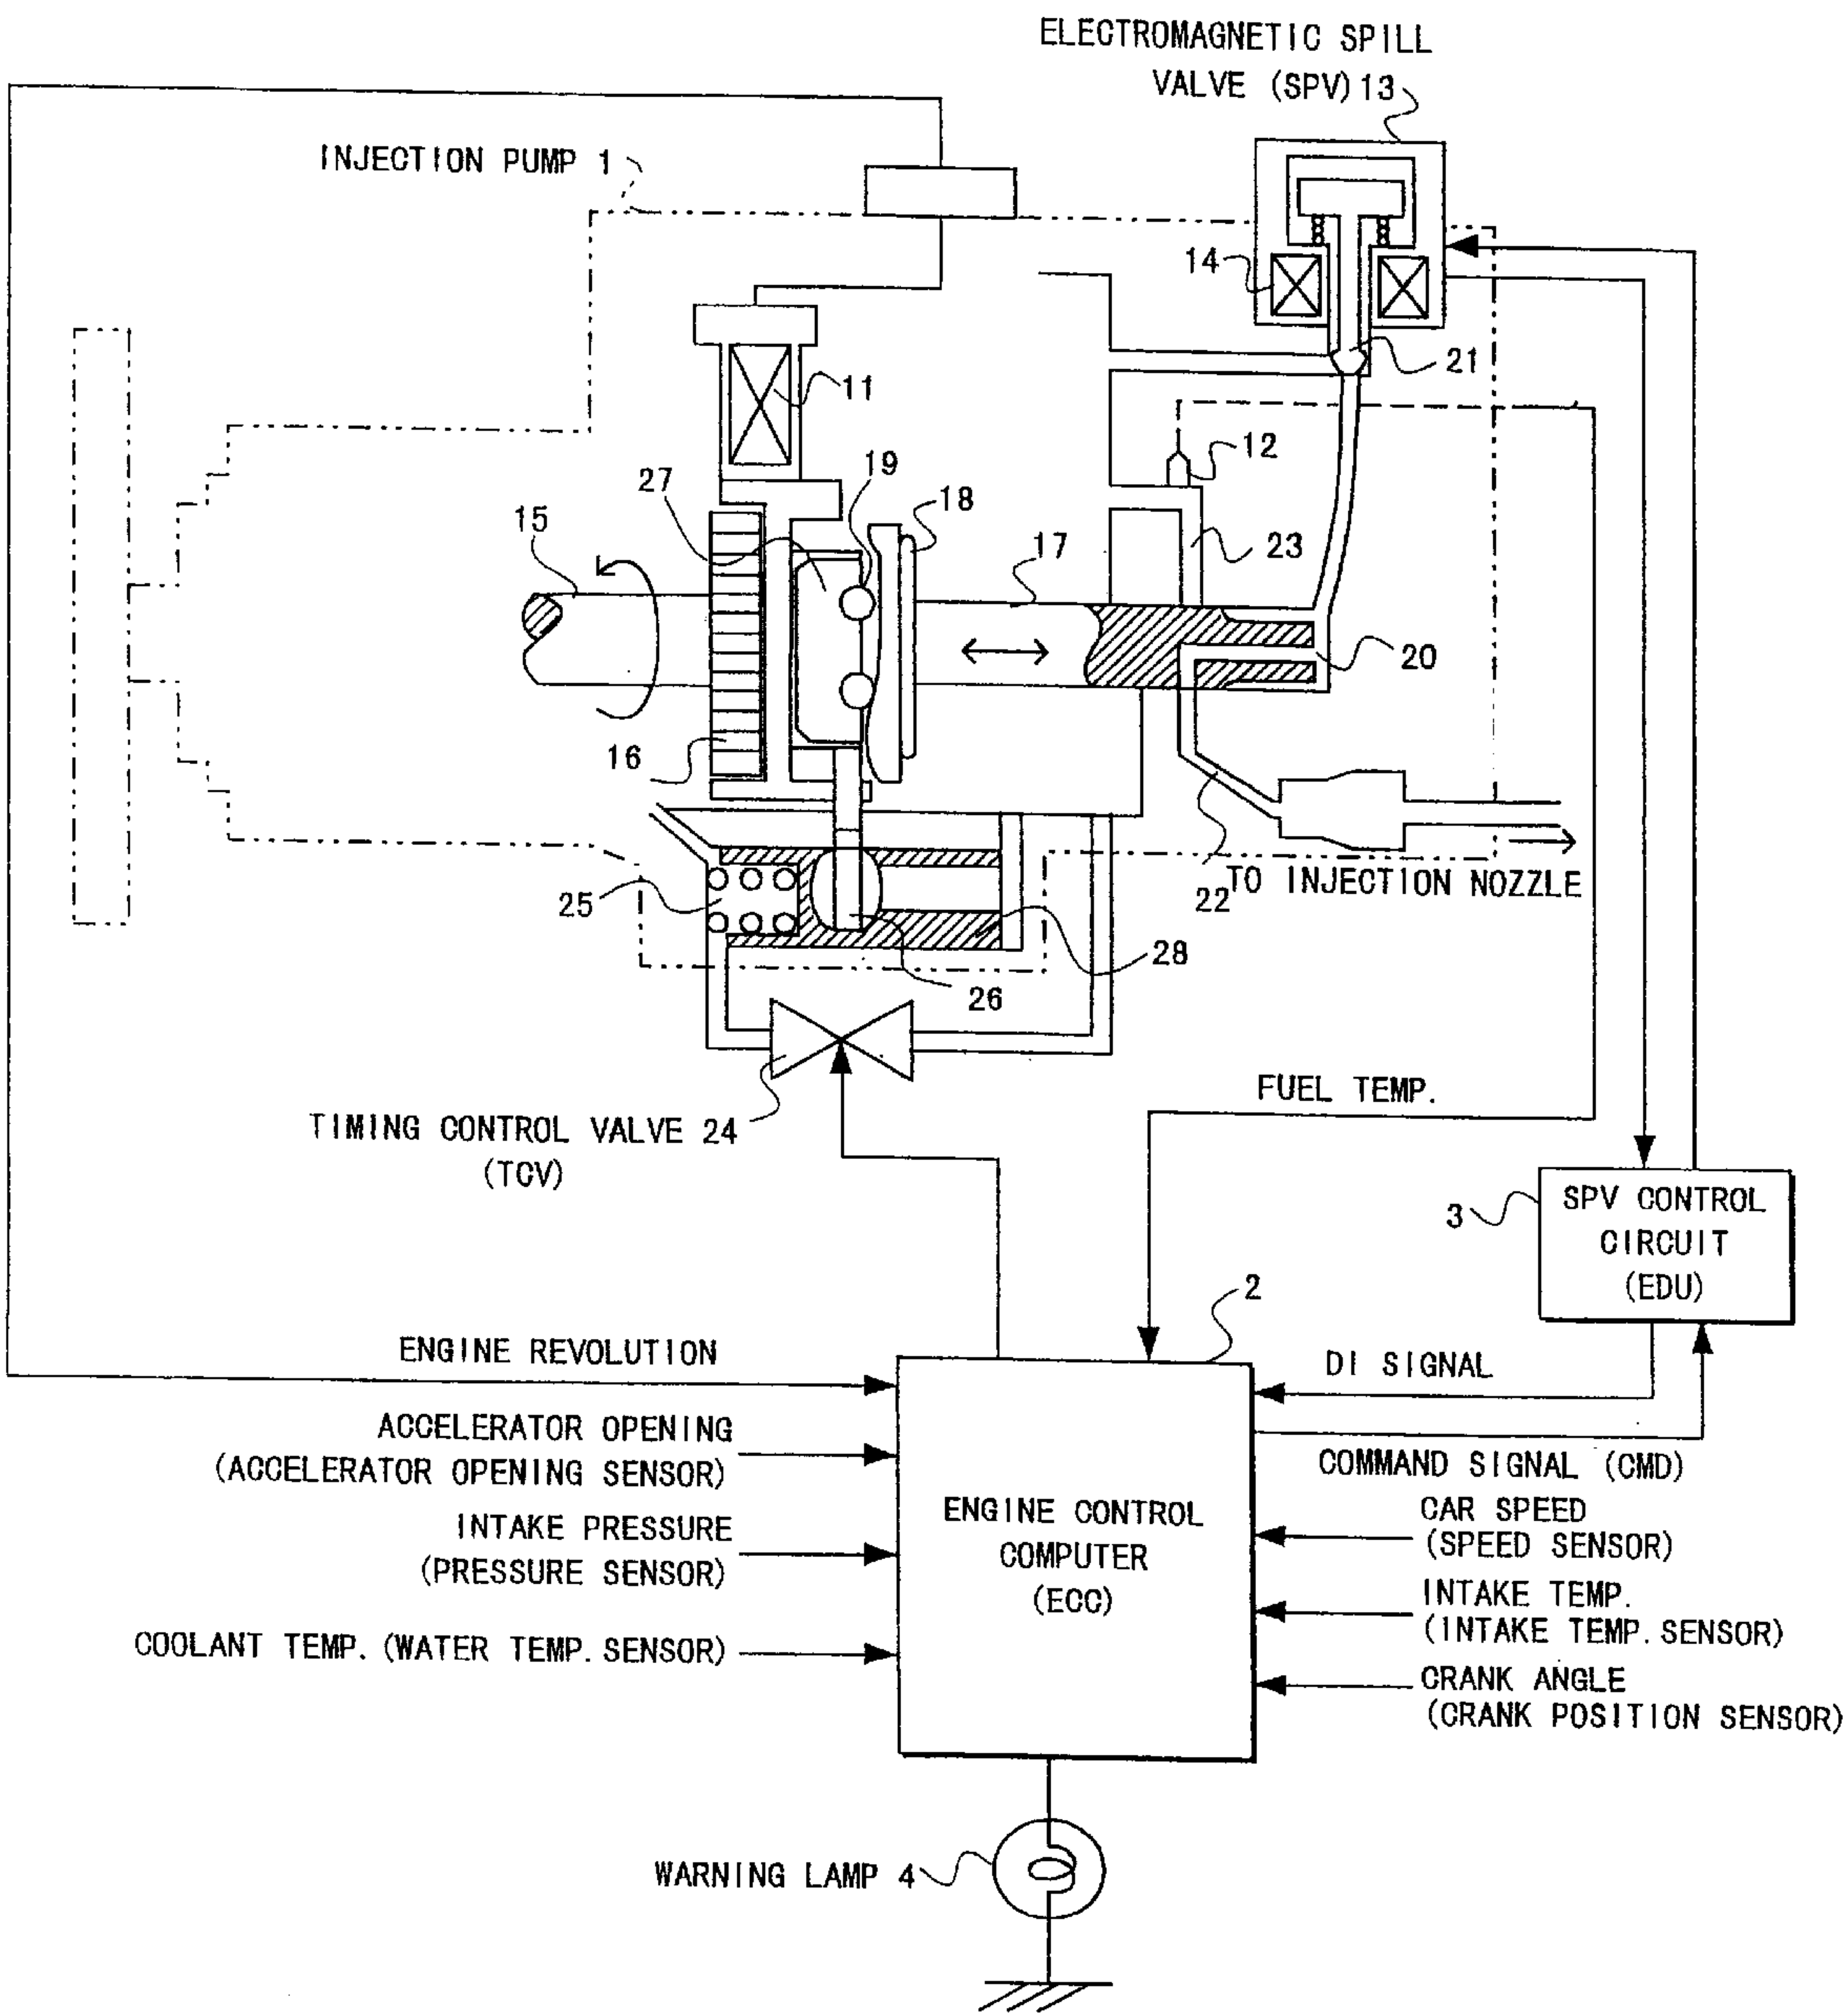 ELECTROMAGNETIC SPILL
VALVE (SPV) 13
INJECTION PUMP 1
14
21
11
12
19
27
18
15
17
23
20
16
22
TO INJECTION NOZZLE
25
28
26
FUEL TEMP.
TIMING CONTROL VALVE 24
(TCV)
3
SPV CONTROL
CIRCUIT
(EDU)
2
ENGINE REVOLUTION
DI SIGNAL
ACCELERATOR OPENING
(ACCELERATOR OPENING SENSOR)
COMMAND SIGNAL (CMD)
INTAKE PRESSURE
(PRESSURE SENSOR)
ENGINE CONTROL
COMPUTER
(ECC)
CAR SPEED
(SPEED SENSOR)
INTAKE TEMP.
(INTAKE TEMP. SENSOR)
COOLANT TEMP. (WATER TEMP. SENSOR)
CRANK ANGLE
(CRANK POSITION SENSOR)
WARNING LAMP 4